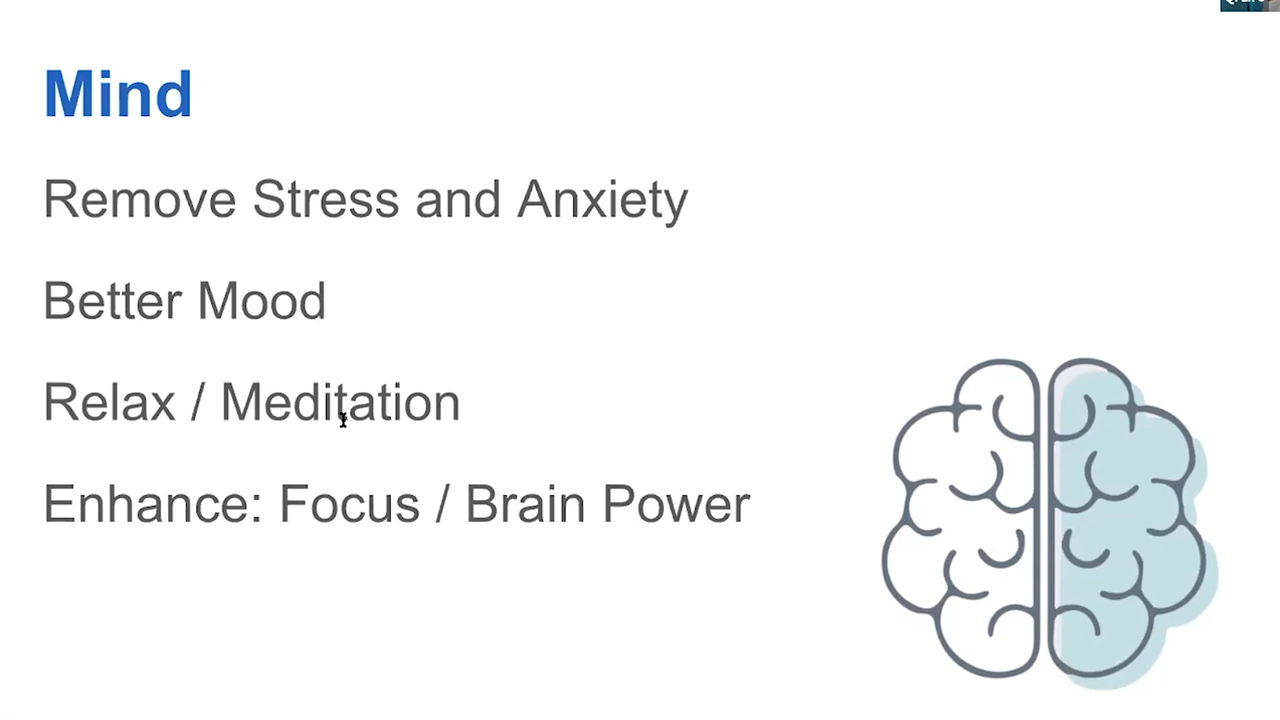 Mind
Remove Stress and Anxiety
Better Mood
Relax / Meditation
Enhance: Focus / Brain Power